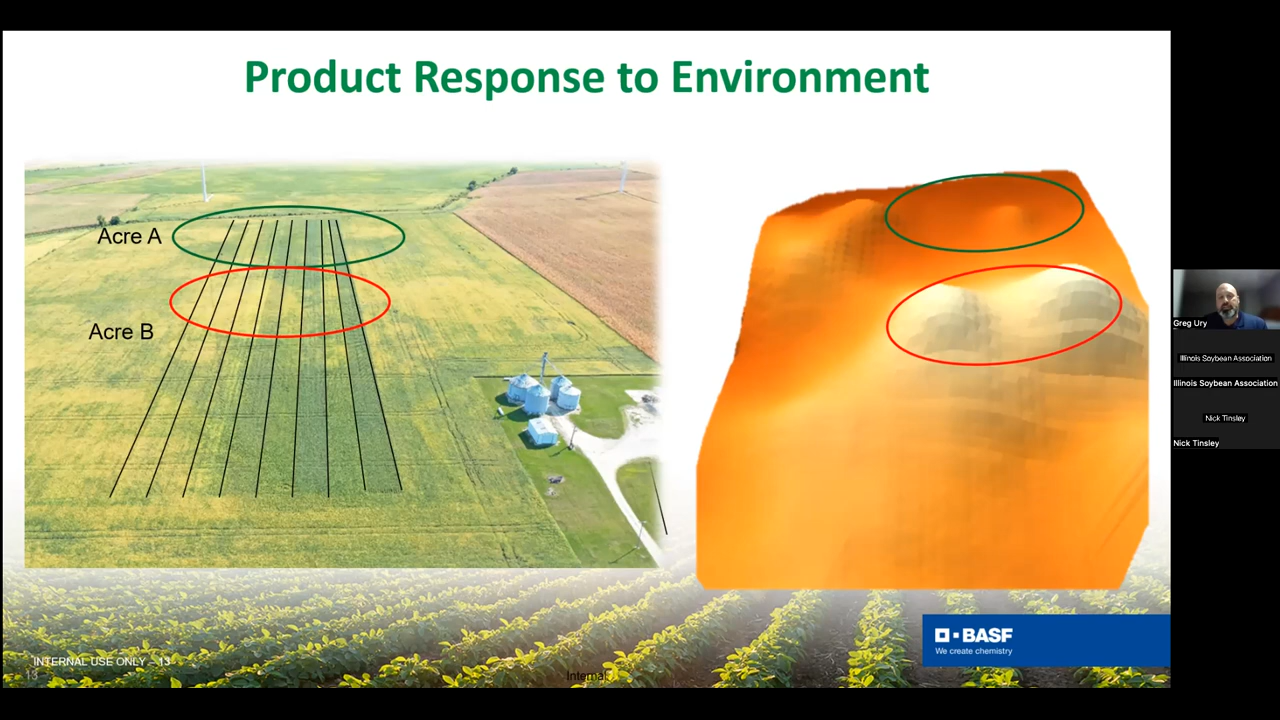 Product Response to Environment
Acre A
Acre B
BASF
We create chemistry
INTERNAL USE ONLY - 13
13
Internal
Greg Ury
Illinois Soybean Association
Illinois Soybean Association
Nick Tinsley
Nick Tinsley